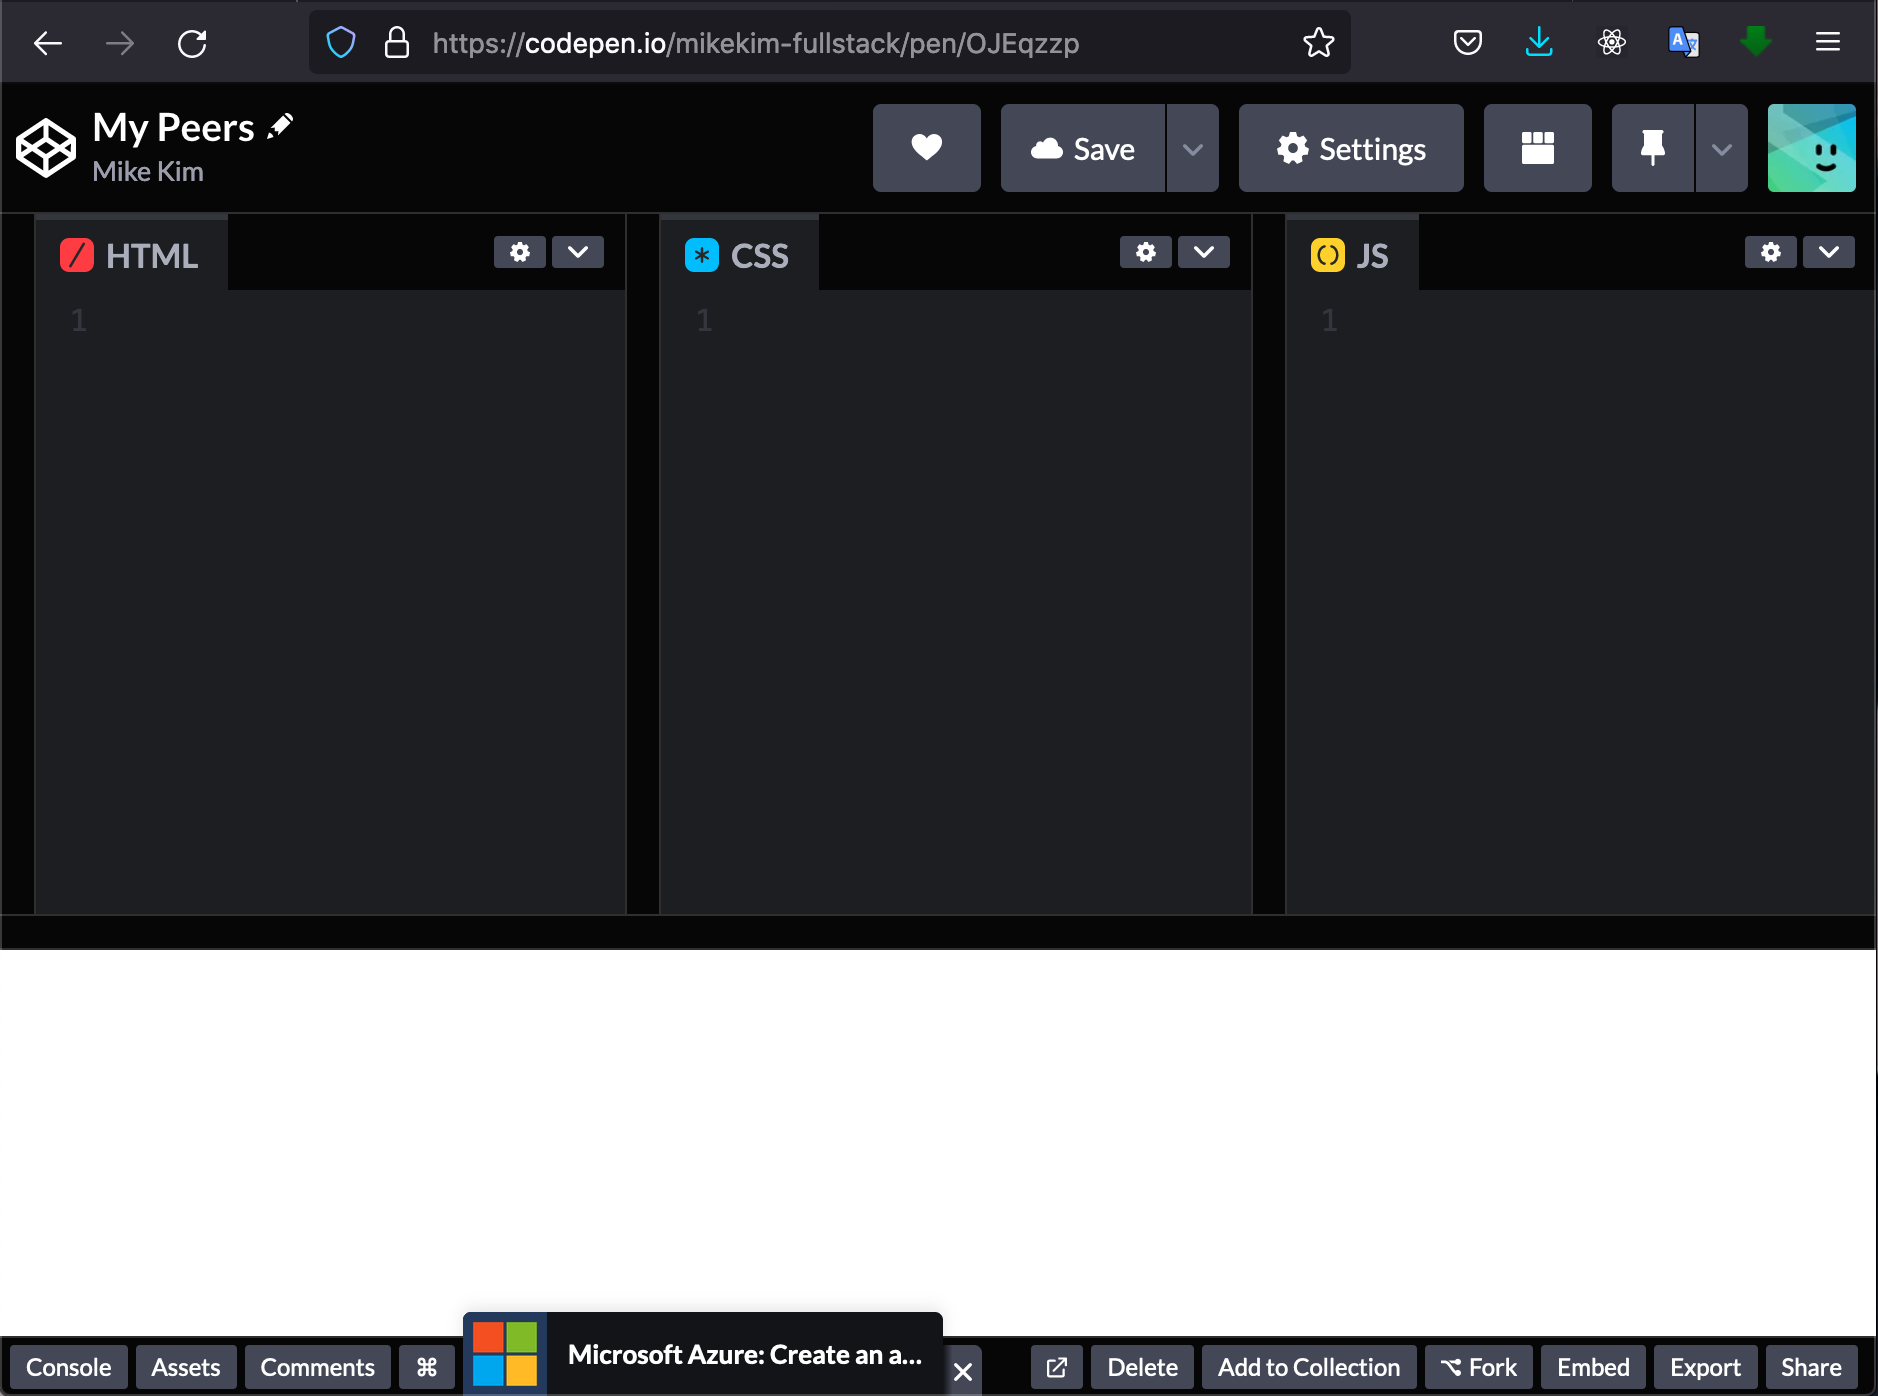 https://codepen.io/mikekim-fullstack/pen/OJEqzzp
My Peers
Mike Kim
Save
Settings
HTML
CSS
JS
1
1
1
Microsoft Azure: Create an a...
Console
Assets
Comments
⌘
Delete
Add to Collection
Fork
Embed
Export
Share